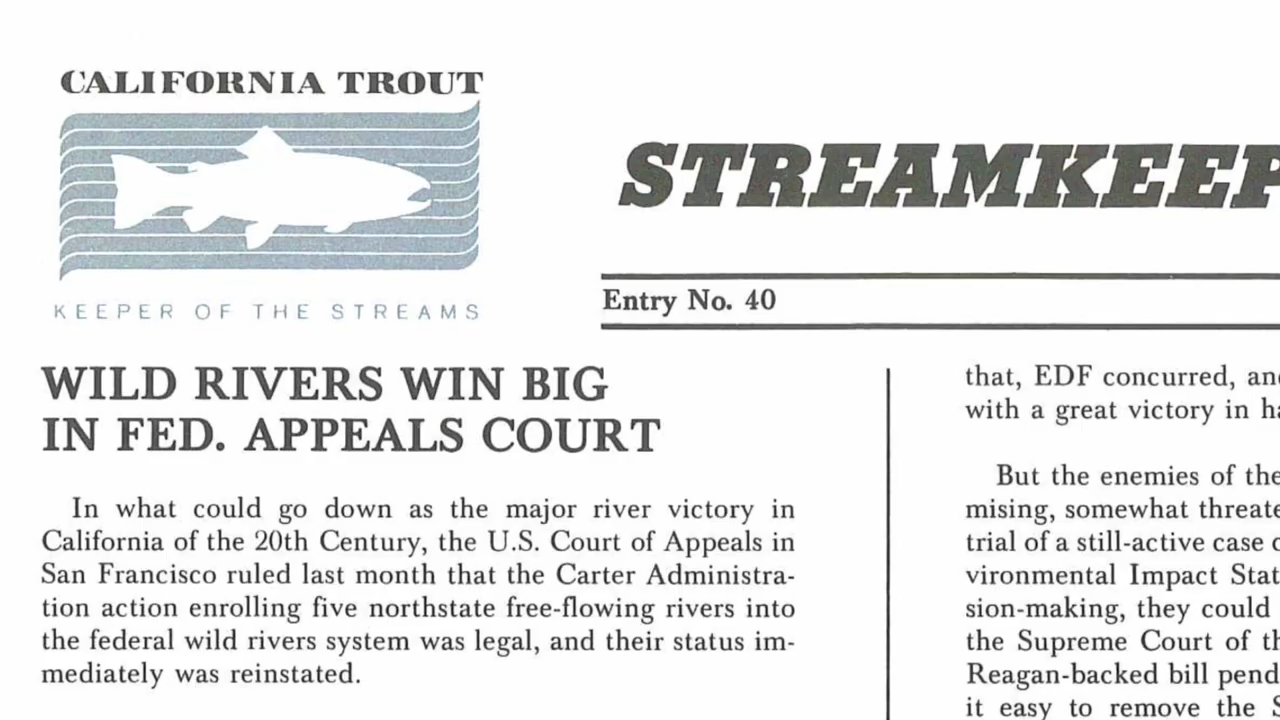 CALIFORNIA TROUT
KEEPER OF THE STREAMS
STREAMKEEP
Entry No. 40
WILD RIVERS WIN BIG
IN FED. APPEALS COURT
In what could go down as the major river victory in
California of the 20th Century, the U.S. Court of Appeals in
San Francisco ruled last month that the Carter Administra-
tion action enrolling five northstate free-flowing rivers into
the federal wild rivers system was legal, and their status im-
mediately was reinstated.
that, EDF concurred, and
with a great victory in ha
But the enemies of the
mising, somewhat threate
trial of a still-active case
vironmental Impact Stat
sion-making, they could
the Supreme Court of th
Reagan-backed bill pend
it easy to remove the S